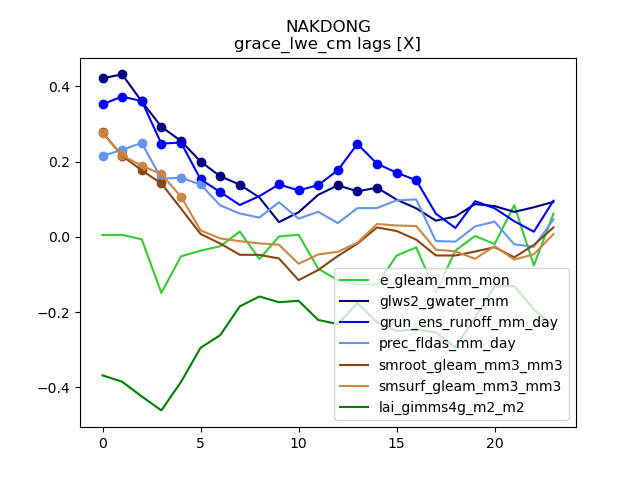 NAKDONG
grace_lwe_cm lags [X]
0.4
0.2
0.0
−0.2
−0.4
0
5
10
15
20
e_gleam_mm_mon
glws2_gwater_mm
grun_ens_runoff_mm_day
prec_fldas_mm_day
smroot_gleam_mm3_mm3
smsurf_gleam_mm3_mm3
lai_gimms4g_m2_m2